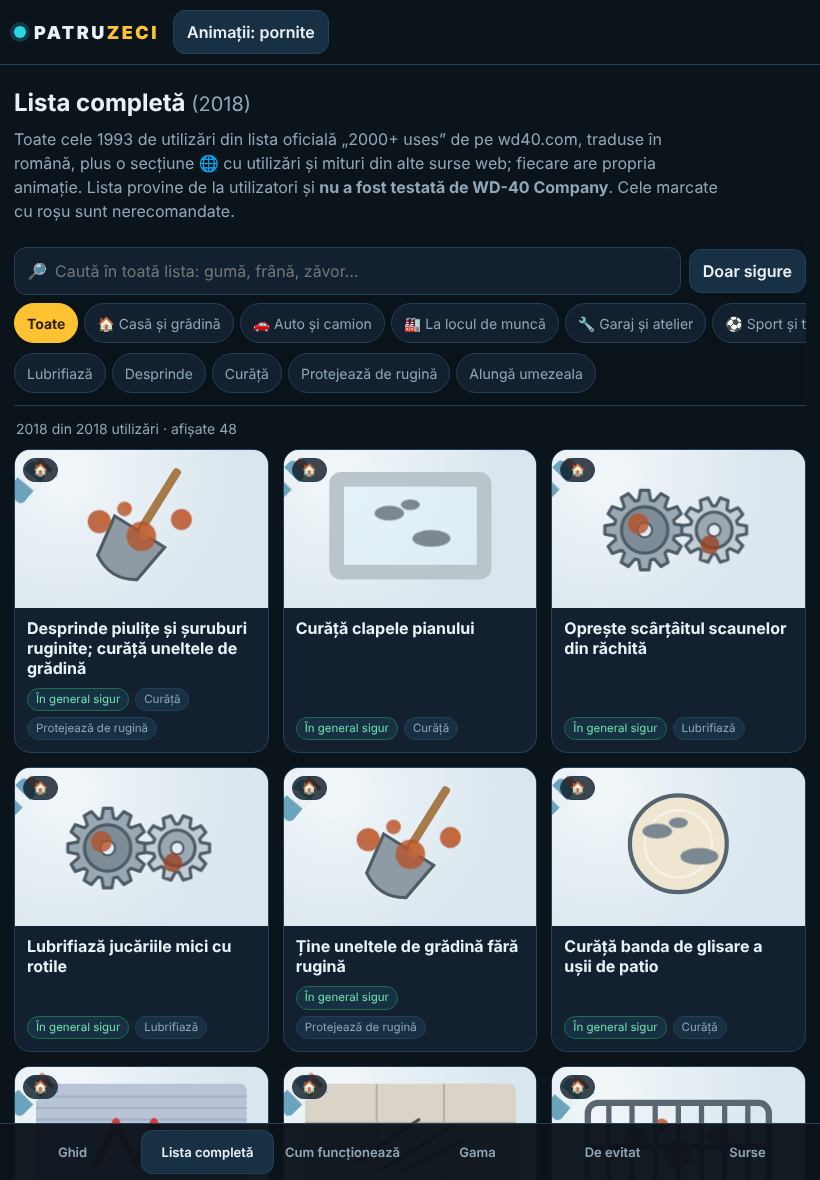 PATRUZECI
Animații: pornite
Lista completă (2018)
Toate cele 1993 de utilizări din lista oficială „2000+ uses” de pe wd40.com, traduse în
română, plus o secțiune 🌐 cu utilizări și mituri din alte surse web; fiecare are propria
animație. Lista provine de la utilizatori și nu a fost testată de WD-40 Company. Cele marcate
cu roșu sunt nerecomandate.
🔎 Caută în toată lista: gumă, frână, zăvor...
Doar sigure
Toate
🏠 Casă și grădină
🚗 Auto și camion
🏭 La locul de muncă
🔧 Garaj și atelier
⚽ Sport și t
Lubrifiază
Desprinde
Curăță
Protejează de rugină
Alungă umezeala
2018 din 2018 utilizări · afișate 48
Desprinde piulițe și șuruburi
ruginite; curăță uneltele de
grădină
În general sigur
Curăță
Protejează de rugină
Curăță clapele pianului
În general sigur
Curăță
Oprește scârțâitul scaunelor
din răchită
În general sigur
Lubrifiază
Lubrifiază jucăriile mici cu
rotile
În general sigur
Lubrifiază
Ține uneltele de grădină fără
rugină
În general sigur
Protejează de rugină
Curăță banda de glisare a
ușii de patio
În general sigur
Curăță
Ghid
Lista completă
Cum funcționează
Gama
De evitat
Surse